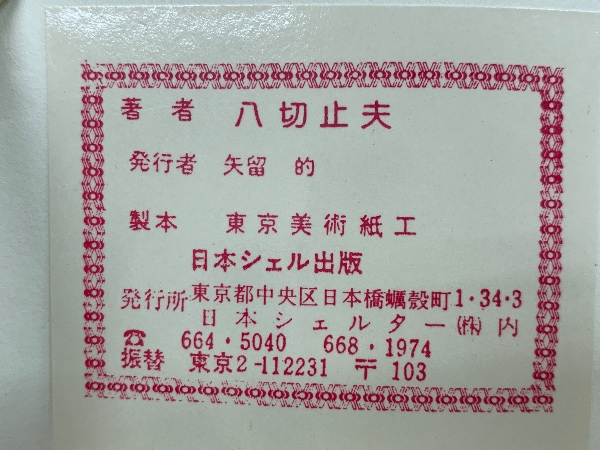 著者 八切止夫
発行者 矢留 的
製本 東京美術紙工
日本シェル出版
発行所 東京都中央区日本橋蠣殻町1・34・3
日本シェルター㈱内
☎ 664・5040 668・1974
振替 東京2-112231 〒103